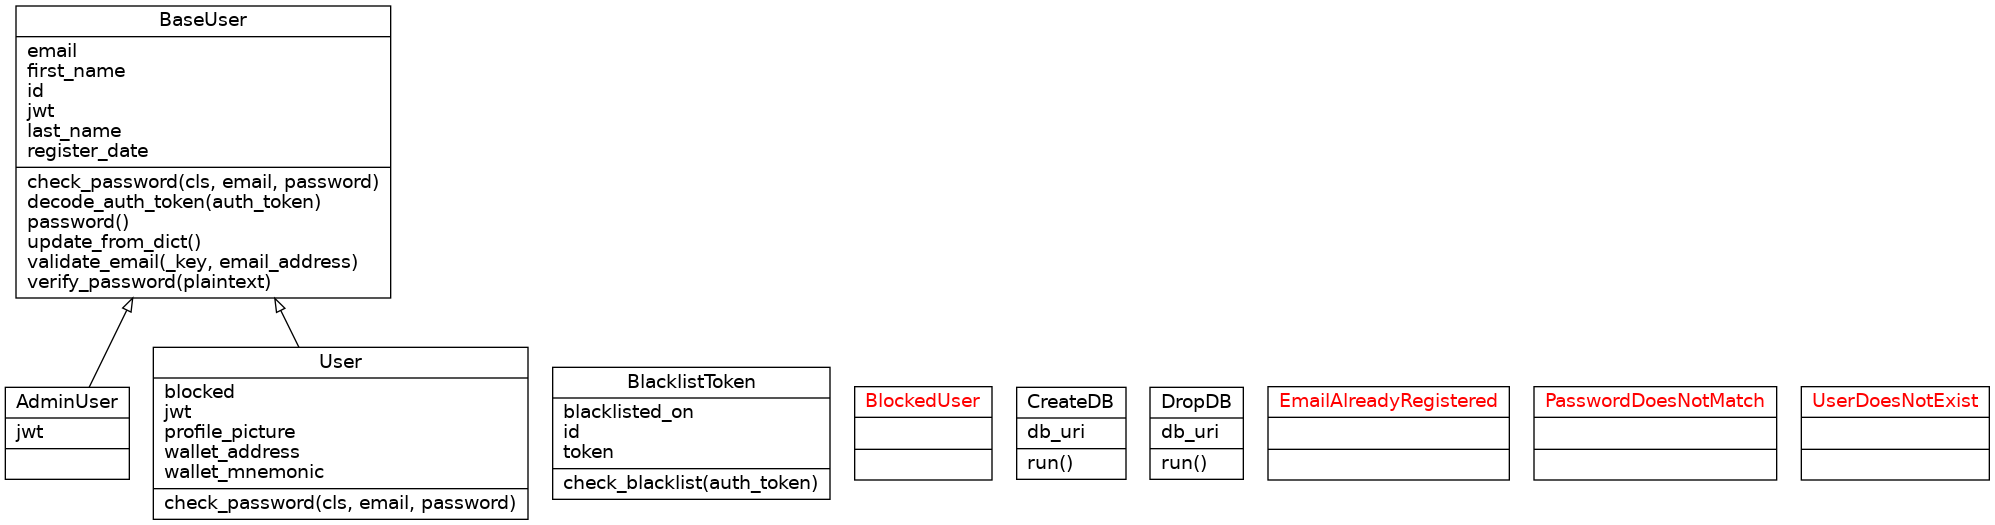 BaseUser
email
first_name
id
jwt
last_name
register_date
check_password(cls, email, password)
decode_auth_token(auth_token)
password()
update_from_dict()
validate_email(_key, email_address)
verify_password(plaintext)
AdminUser
jwt
User
blocked
jwt
profile_picture
wallet_address
wallet_mnemonic
check_password(cls, email, password)
BlacklistToken
blacklisted_on
id
token
check_blacklist(auth_token)
BlockedUser
CreateDB
db_uri
run()
DropDB
db_uri
run()
EmailAlreadyRegistered
PasswordDoesNotMatch
UserDoesNotExist